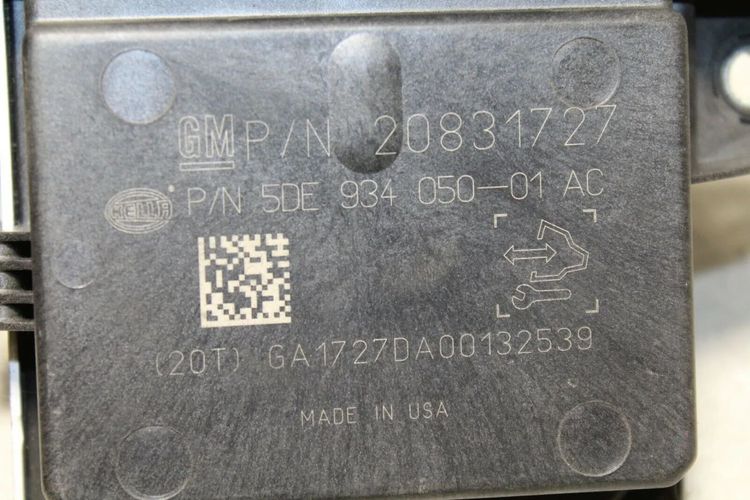 GM P/N 20831727
HELLA P/N 5DE 934 050-01 AC
(20T) GA1727DA00132539
MADE IN USA